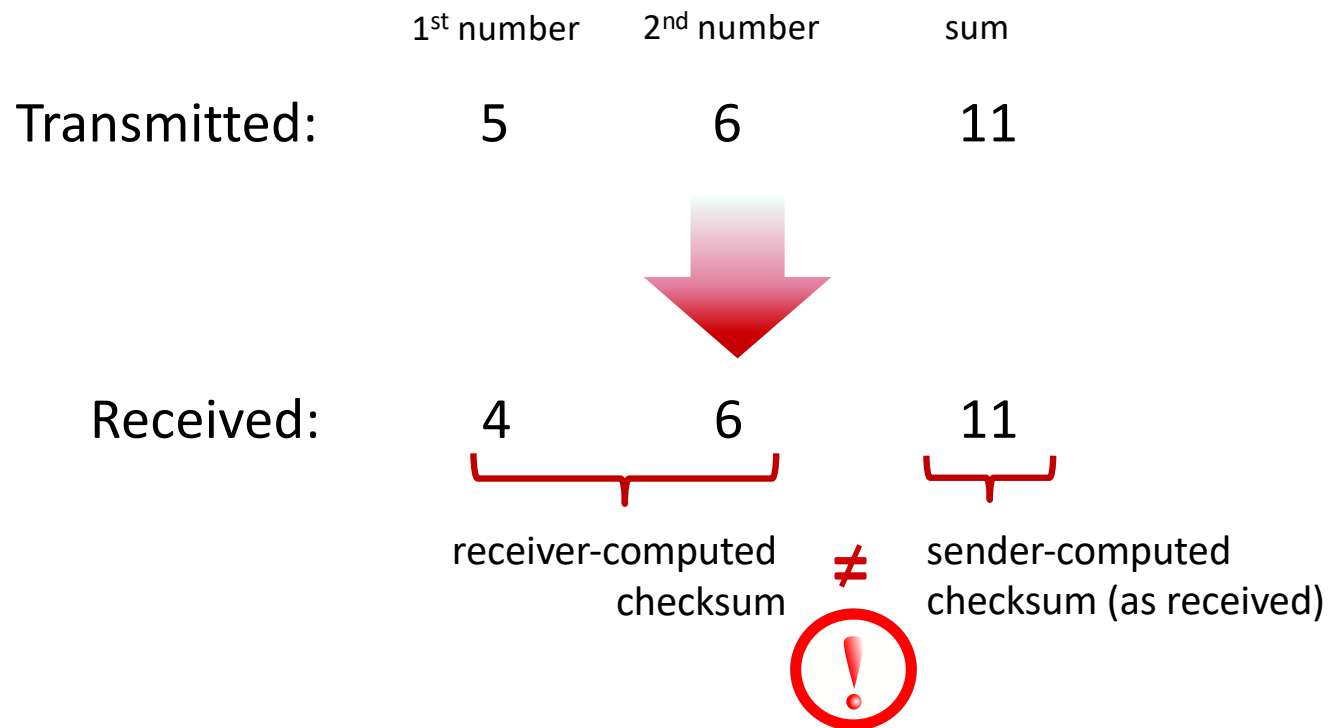 1st number 2nd number sum
Transmitted: 5 6 11
Received: 4 6 11
receiver-computed
checksum
≠
sender-computed
checksum (as received)
!